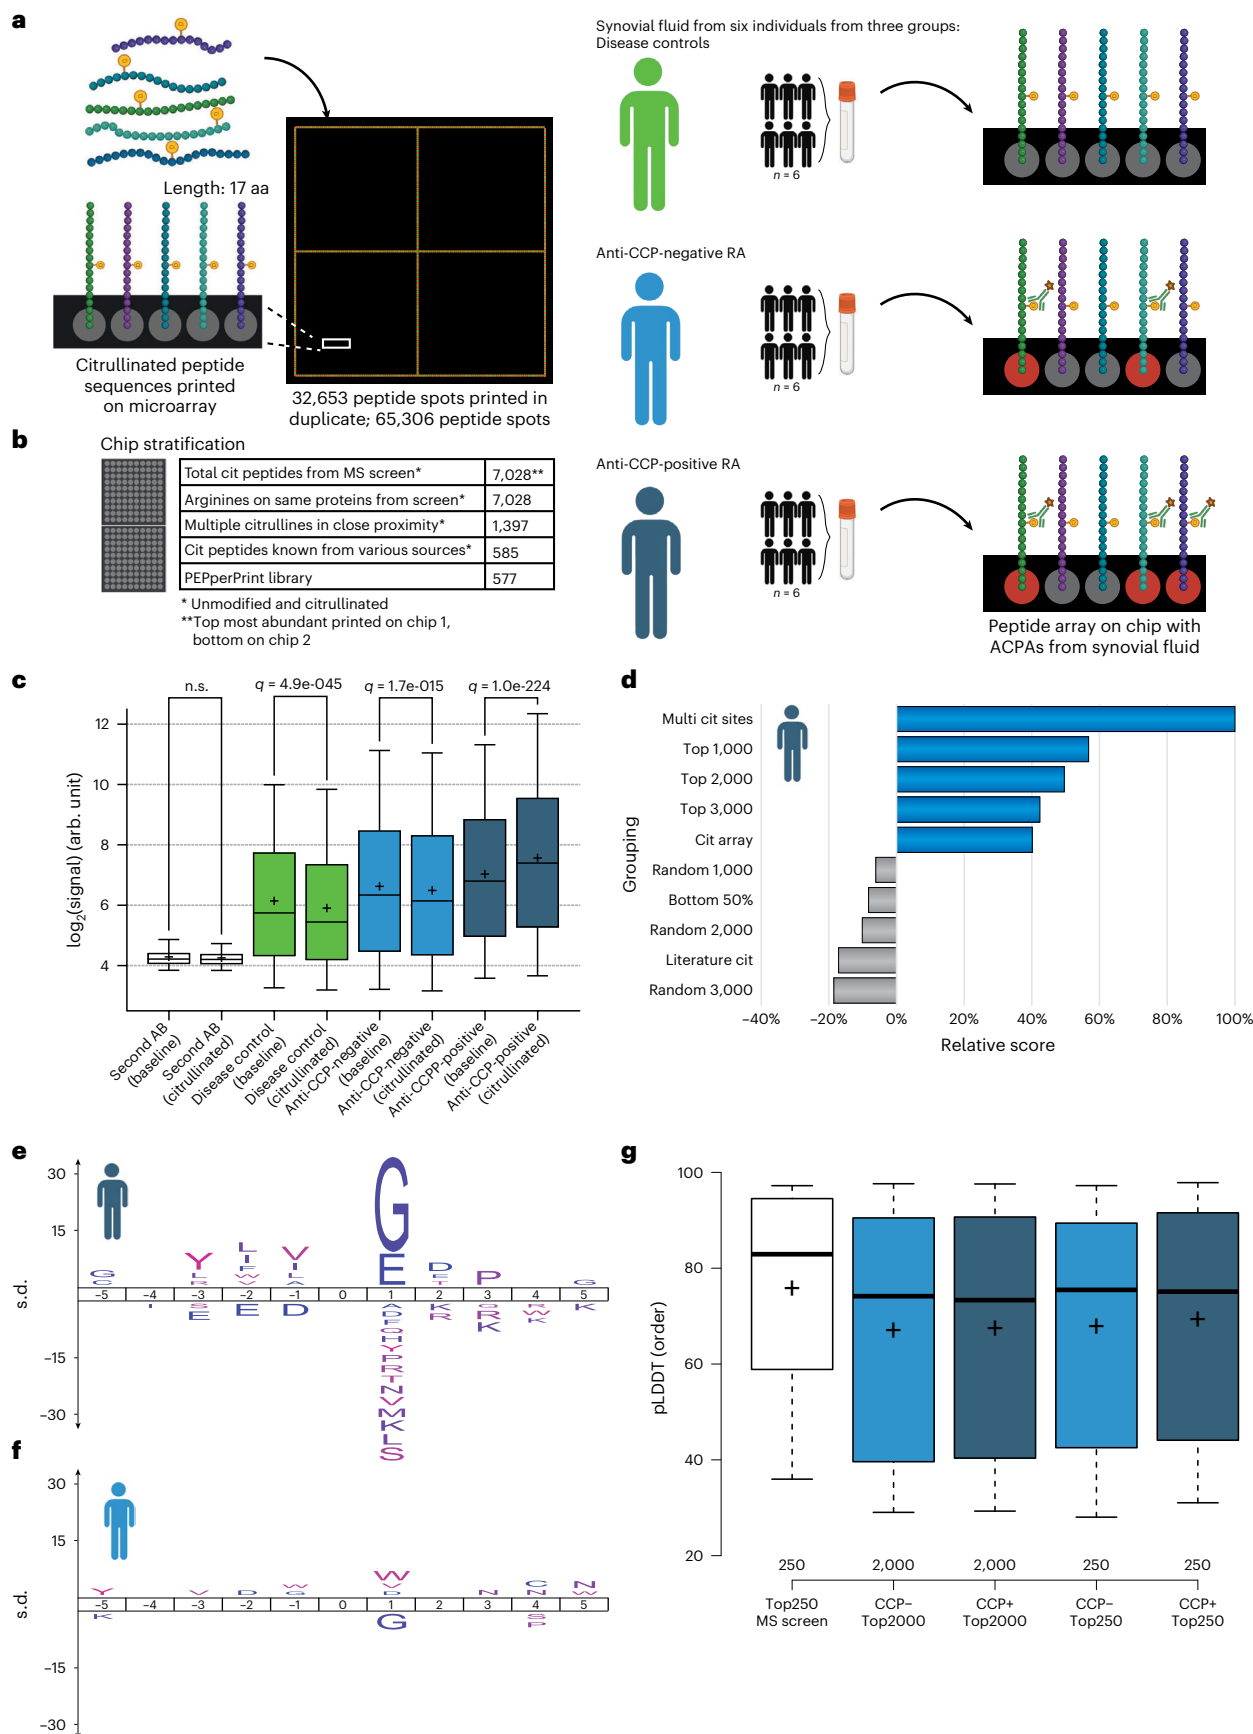 a
Length: 17 aa
Citrullinated peptide
sequences printed
on microarray
32,653 peptide spots printed in
duplicate; 65,306 peptide spots
Synovial fluid from six individuals from three groups:
Disease controls
n = 6
Anti-CCP-negative RA
n = 6
Anti-CCP-positive RA
n = 6
Peptide array on chip with
ACPAs from synovial fluid
b
Chip stratification
Total cit peptides from MS screen* 7,028**
Arginines on same proteins from screen* 7,028
Multiple citrullines in close proximity* 1,397
Cit peptides known from various sources* 585
PEPperPrint library 577
* Unmodified and citrullinated
**Top most abundant printed on chip 1,
bottom on chip 2
c
n.s.
q = 4.9e-045
q = 1.7e-015
q = 1.0e-224
log2(signal) (arb. unit)
12
10
8
6
4
Second AB
(baseline)
Second AB
(citrullinated)
Disease control
(baseline)
Disease control
(citrullinated)
Anti-CCP-negative
(baseline)
Anti-CCP-negative
(citrullinated)
Anti-CCPP-positive
(baseline)
Anti-CCP-positive
(citrullinated)
d
Grouping
Multi cit sites
Top 1,000
Top 2,000
Top 3,000
Cit array
Random 1,000
Bottom 50%
Random 2,000
Literature cit
Random 3,000
−40% −20% 0% 20% 40% 60% 80% 100%
Relative score
e
s.d.
30
15
−15
−30
G
C
Y
L
R
L
I
F
W
V
V
I
L
A
G
E
D
E
T
P
G
−5 −4 −3 −2 −1 0 1 2 3 4 5
I
S
E
E
D
A
D
F
Q
H
Y
P
R
T
N
V
M
K
L
S
K
R
G
R
K
R
W
K
K
f
s.d.
30
15
−15
−30
Y
V
D
W
G
W
V
D
N
C
N
N
W
−5 −4 −3 −2 −1 0 1 2 3 4 5
K
G
S
P
g
pLDDT (order)
100
80
60
40
20
250 2,000 2,000 250 250
Top250
MS screen
CCP−
Top2000
CCP+
Top2000
CCP−
Top250
CCP+
Top250